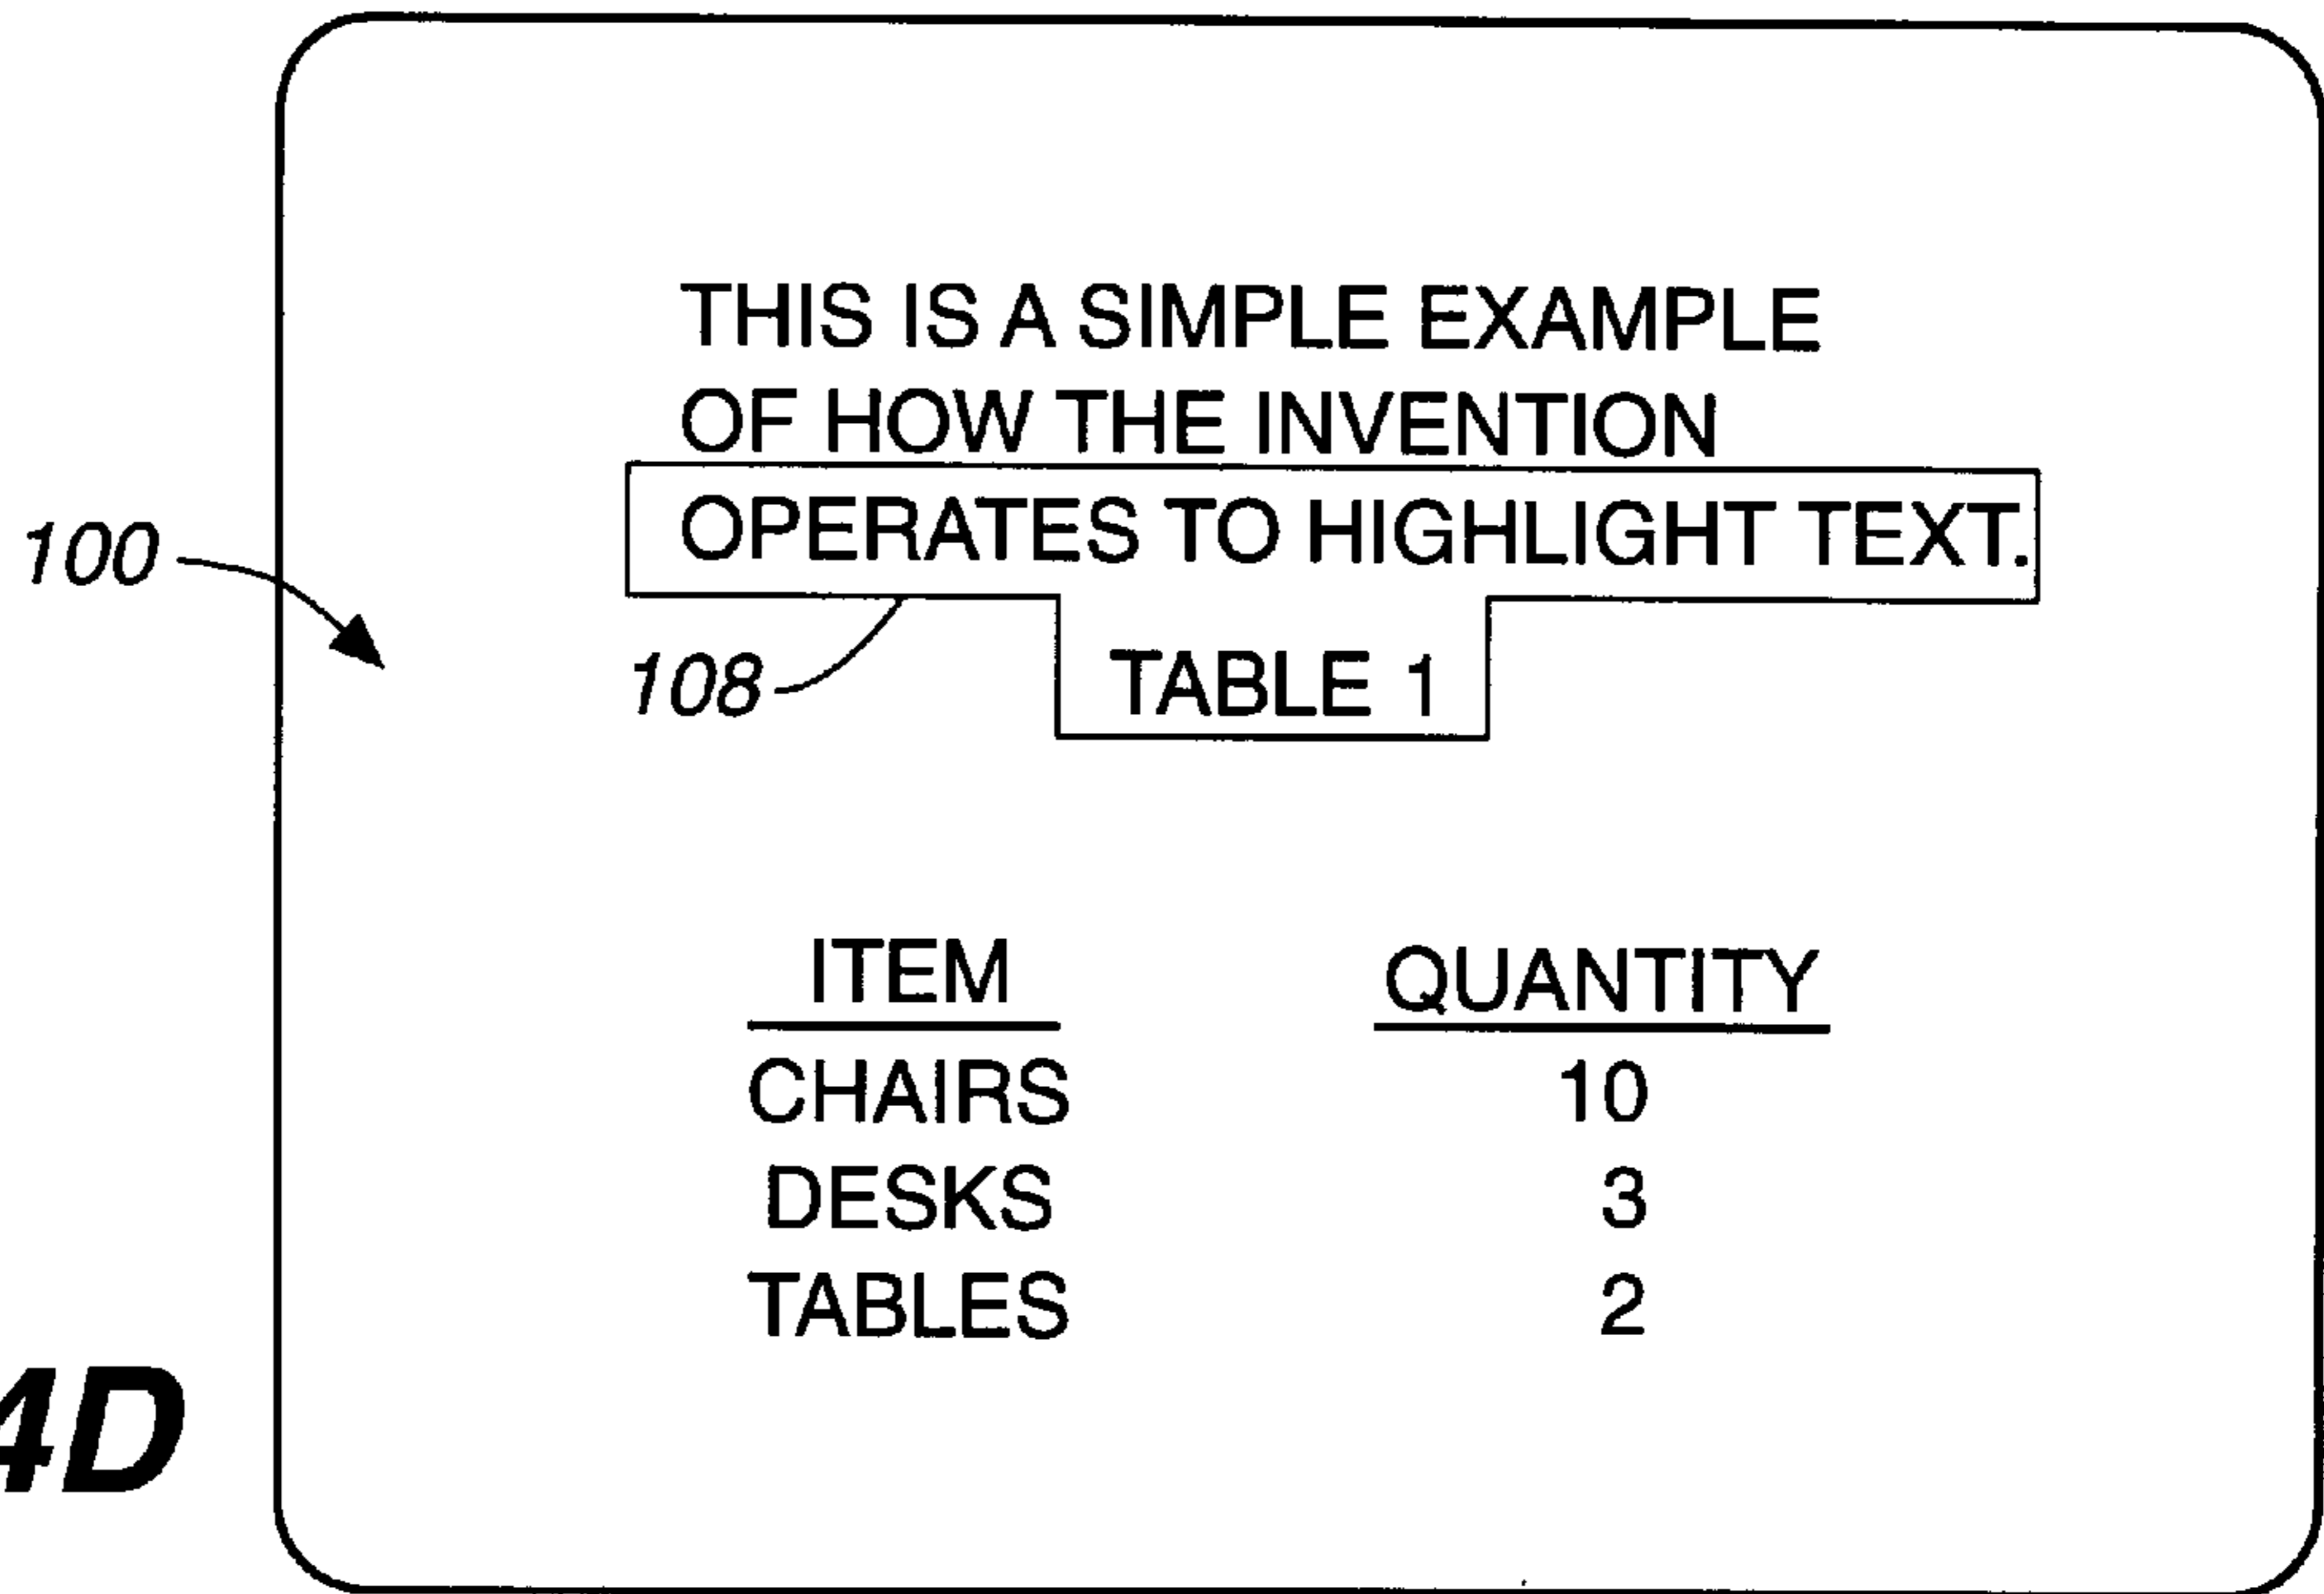 THIS IS A SIMPLE EXAMPLE
OF HOW THE INVENTION
OPERATES TO HIGHLIGHT TEXT.
100
108
TABLE 1
ITEM QUANTITY
CHAIRS 10
DESKS 3
TABLES 2
4D